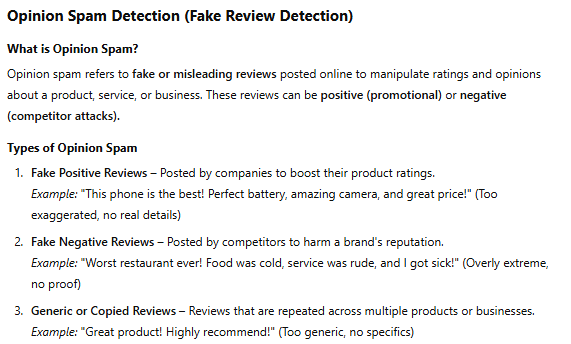 Opinion Spam Detection (Fake Review Detection)
What is Opinion Spam?
Opinion spam refers to fake or misleading reviews posted online to manipulate ratings and opinions
about a product, service, or business. These reviews can be positive (promotional) or negative
(competitor attacks).
Types of Opinion Spam
1. Fake Positive Reviews – Posted by companies to boost their product ratings.
Example: "This phone is the best! Perfect battery, amazing camera, and great price!" (Too
exaggerated, no real details)
2. Fake Negative Reviews – Posted by competitors to harm a brand's reputation.
Example: "Worst restaurant ever! Food was cold, service was rude, and I got sick!" (Overly extreme,
no proof)
3. Generic or Copied Reviews – Reviews that are repeated across multiple products or businesses.
Example: "Great product! Highly recommend!" (Too generic, no specifics)